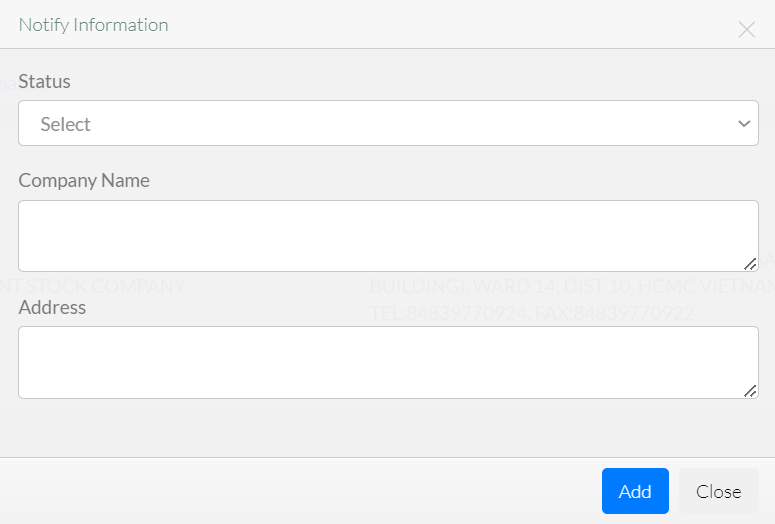 Notify Information
Status
Select
Company Name
NT STOCK COMPANY
BUILDING), WARD 14, DIST 10, HCMC VIETNAM
TEL:84839770924, FAX:84839770922
Address
Add
Close